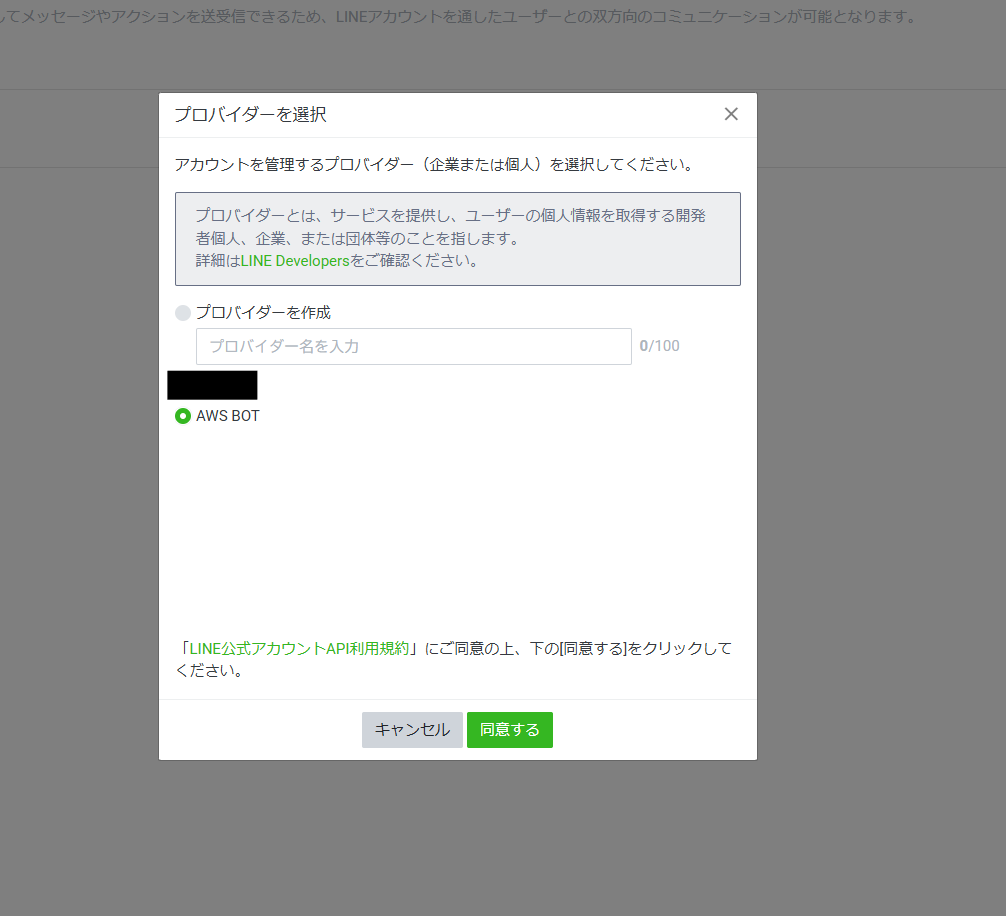 してメッセージやアクションを送受信できるため、LINEアカウントを通したユーザーとの双方向のコミュニケーションが可能となります。
プロバイダーを選択
アカウントを管理するプロバイダー（企業または個人）を選択してください。
プロバイダーとは、サービスを提供し、ユーザーの個人情報を取得する開発
者個人、企業、または団体等のことを指します。
詳細はLINE Developersをご確認ください。
プロバイダーを作成
プロバイダー名を入力 0/100
AWS BOT
「LINE公式アカウントAPI利用規約」にご同意の上、下の[同意する]をクリックして
ください。
キャンセル 同意する